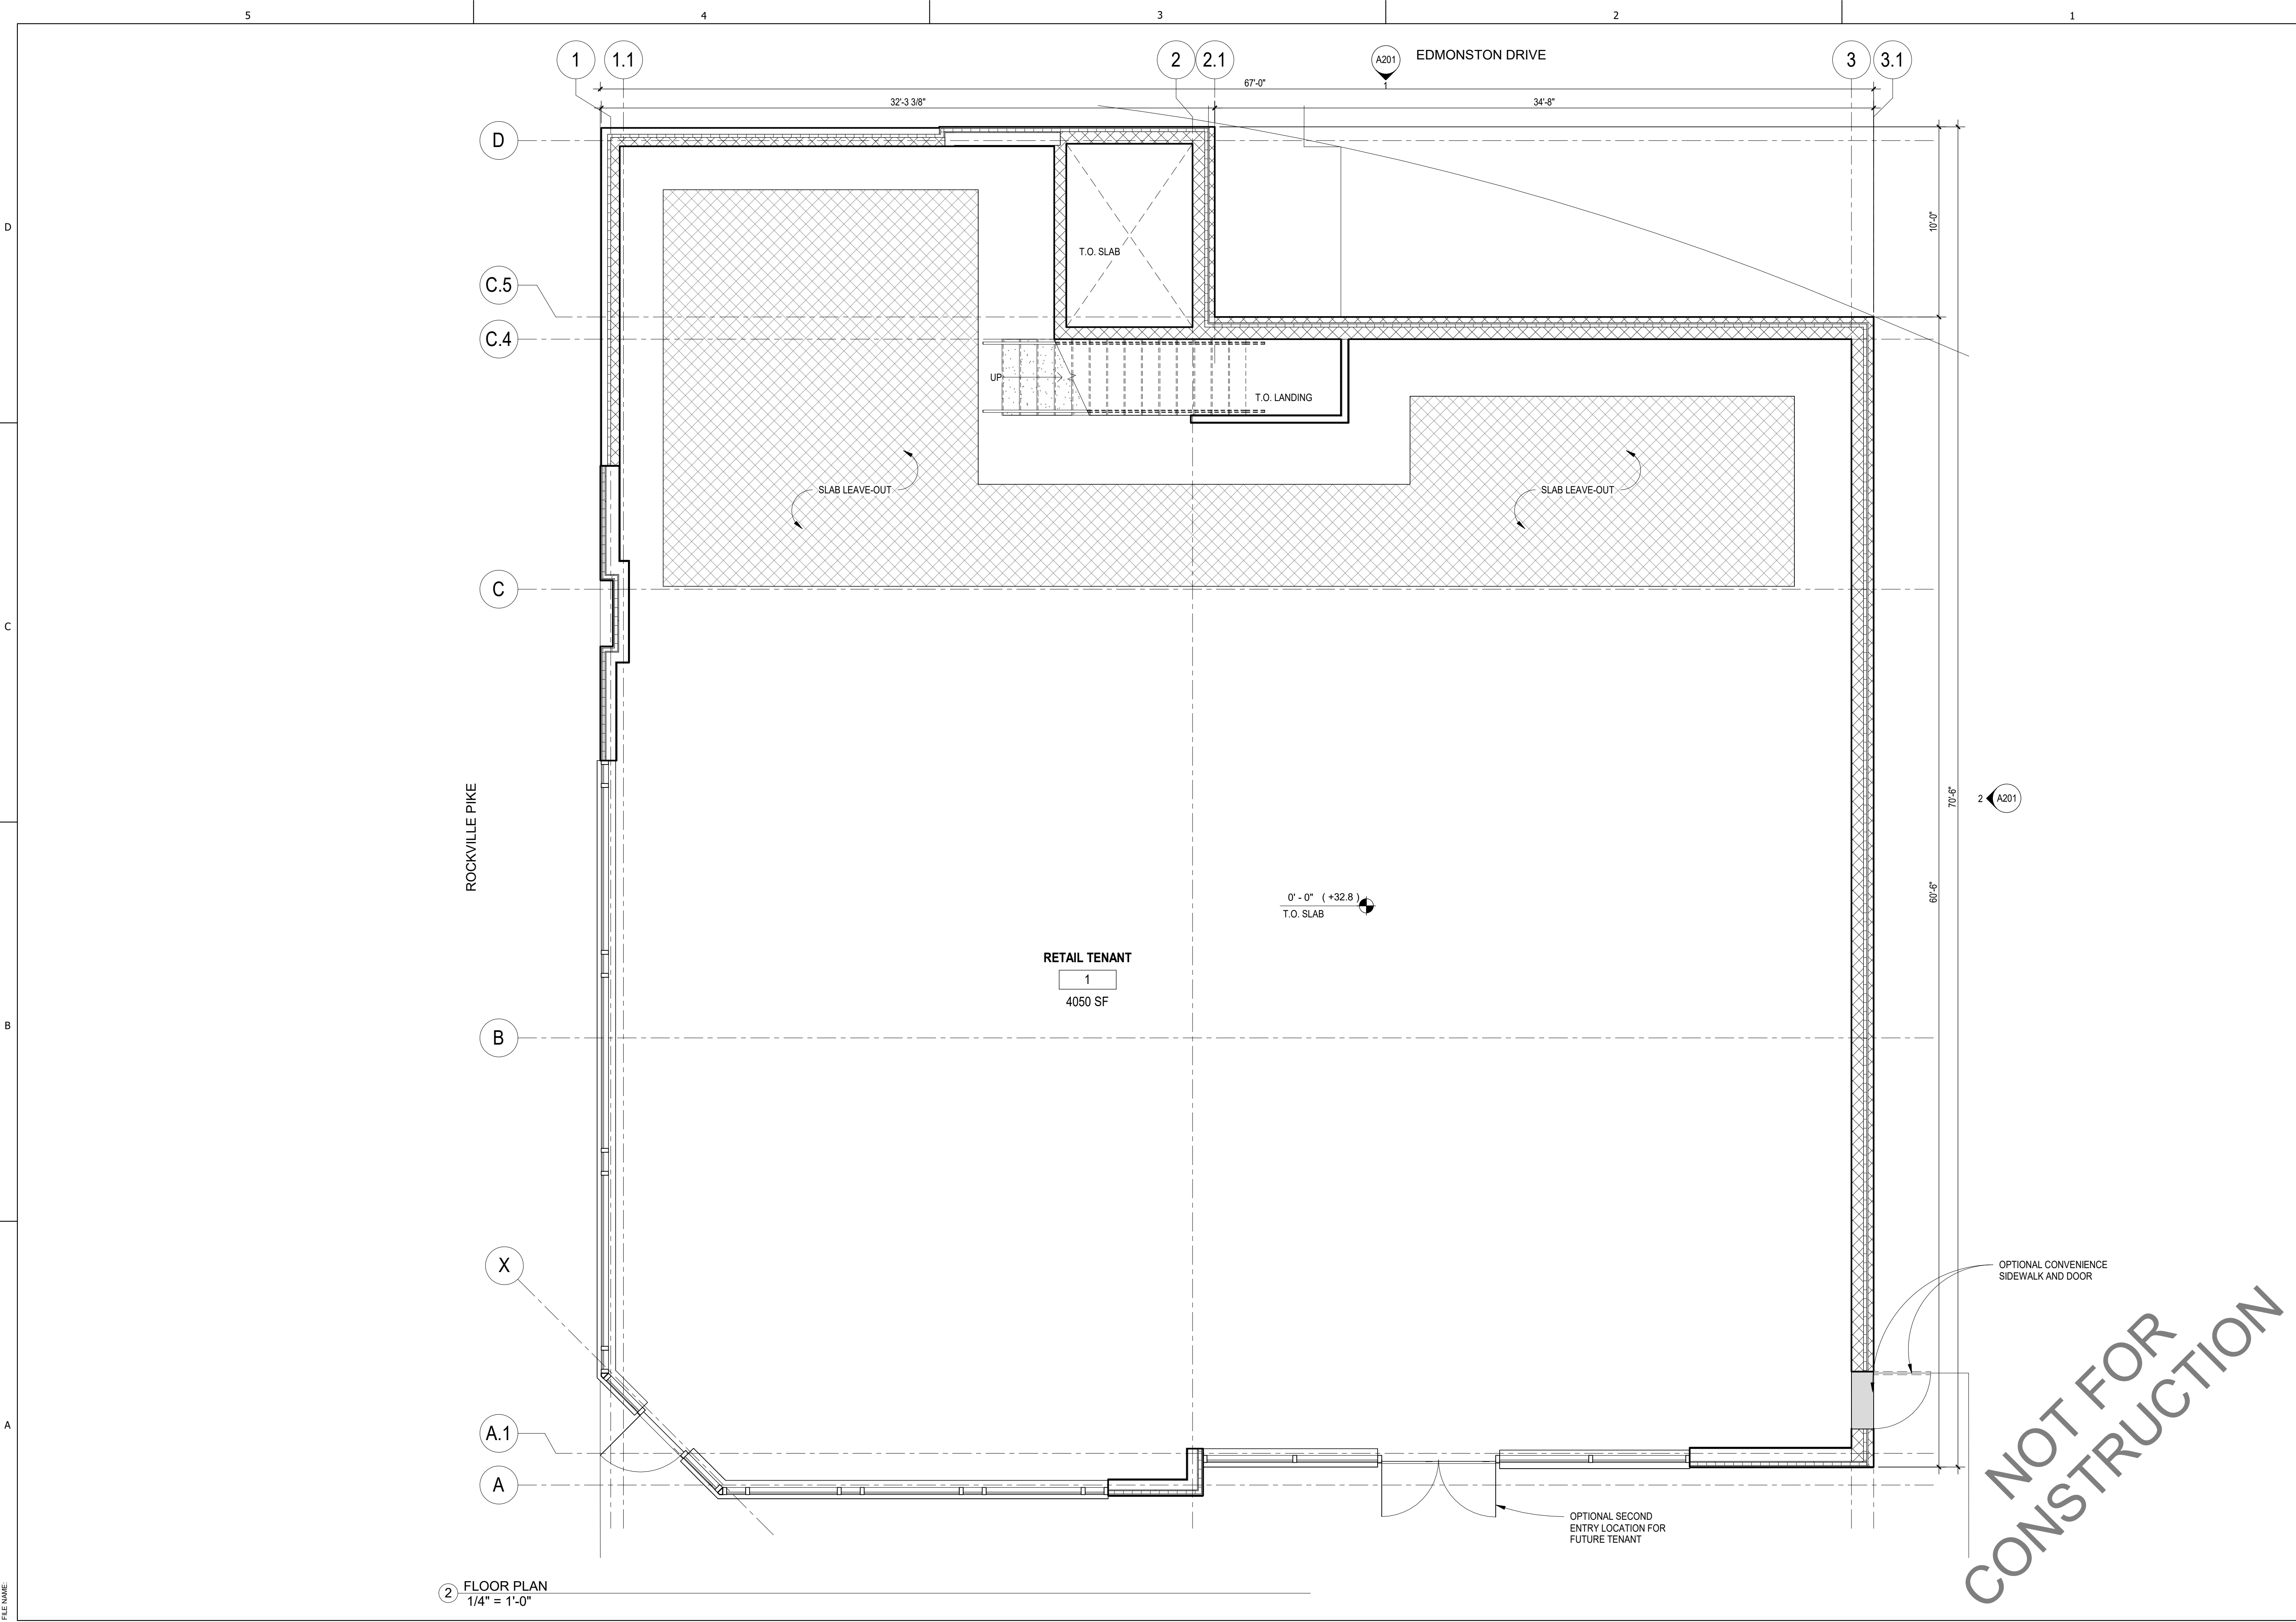 5
4
3
2
1
1
1.1
2
2.1
A201
1
EDMONSTON DRIVE
3
3.1
67'-0"
32'-3 3/8"
34'-8"
D
10'-0"
D
T.O. SLAB
C.5
C.4
UP
T.O. LANDING
SLAB LEAVE-OUT
SLAB LEAVE-OUT
C
C
ROCKVILLE PIKE
70'-6"
2
A201
60'-6"
0' - 0" ( +32.8 )
T.O. SLAB
RETAIL TENANT
1
4050 SF
B
B
X
OPTIONAL CONVENIENCE
SIDEWALK AND DOOR
A
A.1
A
OPTIONAL SECOND
ENTRY LOCATION FOR
FUTURE TENANT
NOT FOR
CONSTRUCTION
2
FLOOR PLAN
1/4" = 1'-0"
FILE NAME: